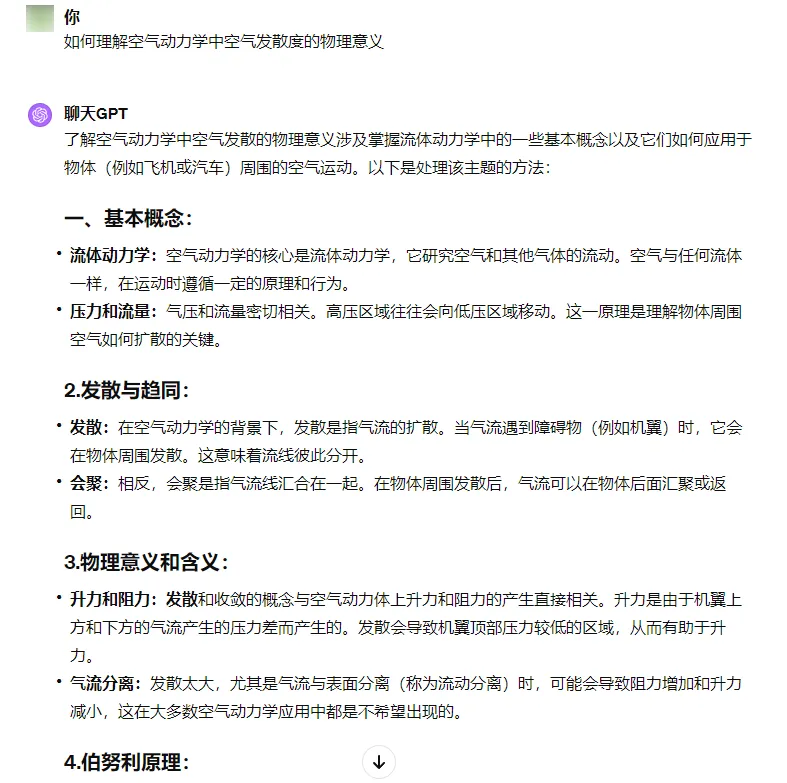 你
如何理解空气动力学中空气发散度的物理意义
聊天GPT
了解空气动力学中空气发散的物理意义涉及掌握流体动力学中的一些基本概念以及它们如何应用于
物体（例如飞机或汽车）周围的空气运动。以下是处理该主题的方法：
一、基本概念：
• 流体动力学：空气动力学的核心是流体动力学，它研究空气和其他气体的流动。空气与任何流体
一样，在运动时遵循一定的原理和行为。
• 压力和流量：气压和流量密切相关。高压区域往往会向低压区域移动。这一原理是理解物体周围
空气如何扩散的关键。
2.发散与趋同：
• 发散：在空气动力学的背景下，发散是指气流的扩散。当气流遇到障碍物（例如机翼）时，它会
在物体周围发散。这意味着流线彼此分开。
• 会聚：相反，会聚是指气流线汇合在一起。在物体周围发散后，气流可以在物体后面汇聚或返
回。
3.物理意义和含义：
• 升力和阻力：发散和收敛的概念与空气动力体上升力和阻力的产生直接相关。升力是由于机翼上
方和下方的气流产生的压力差而产生的。发散会导致机翼顶部压力较低的区域，从而有助于升
力。
• 气流分离：发散太大，尤其是气流与表面分离（称为流动分离）时，可能会导致阻力增加和升力
减小，这在大多数空气动力学应用中都是不希望出现的。
4.伯努利原理：